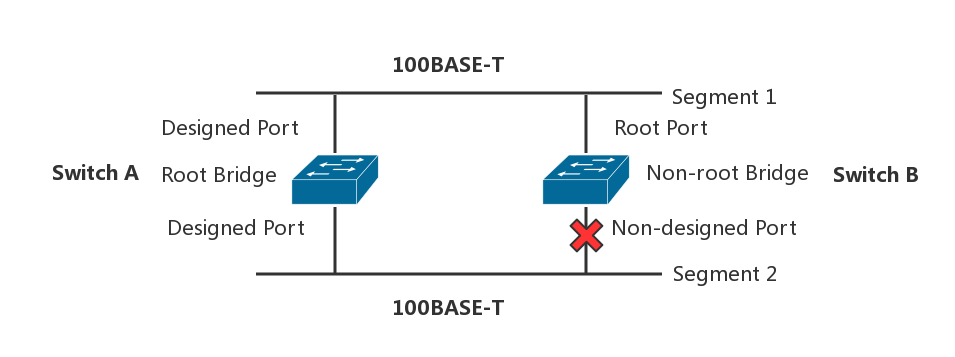 100BASE-T
Segment 1
Designed Port
Root Port
Switch A
Root Bridge
Non-root Bridge
Switch B
Designed Port
Non-designed Port
Segment 2
100BASE-T